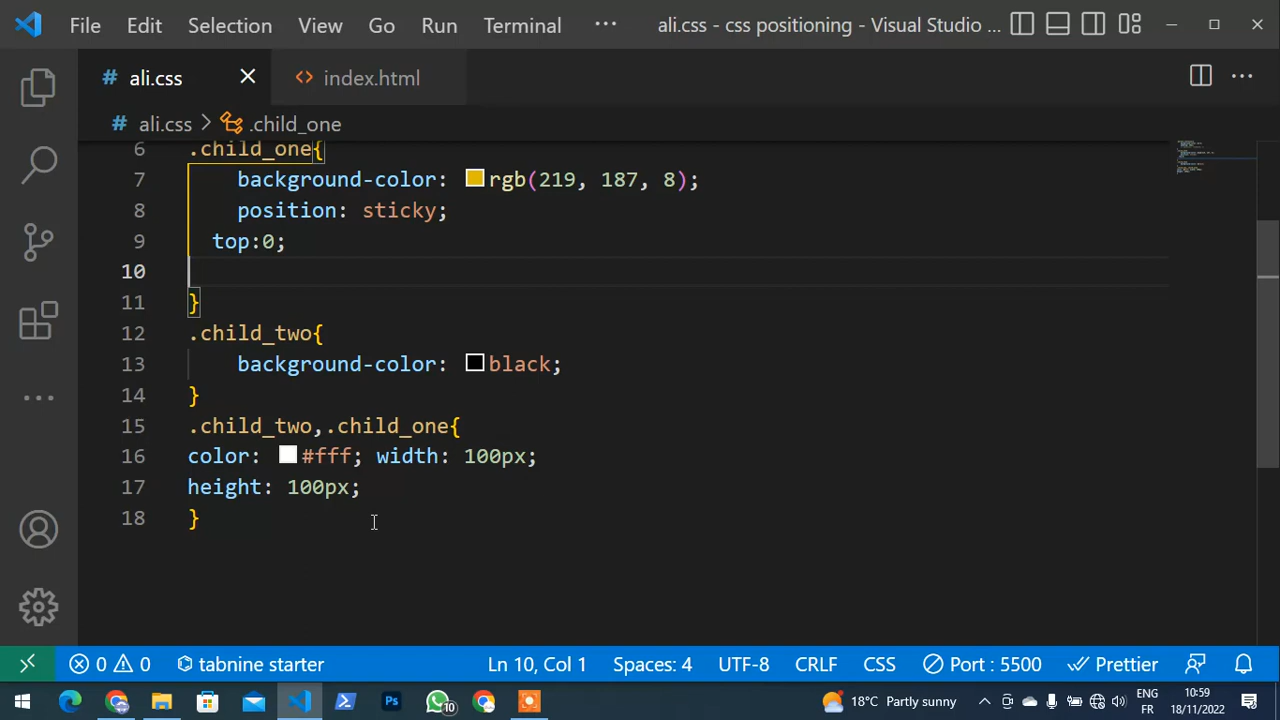 File Edit Selection View Go Run Terminal ··· ali.css - css positioning - Visual Studio ...
# ali.css index.html
# ali.css > .child_one
6 .child_one{
7 background-color: rgb(219, 187, 8);
8 position: sticky;
9 top:0;
10
11 }
12 .child_two{
13 background-color: black;
14 }
15 .child_two,.child_one{
16 color: #fff; width: 100px;
17 height: 100px;
18 }
0 0 tabnine starter Ln 10, Col 1 Spaces: 4 UTF-8 CRLF CSS Port : 5500 Prettier
Ps 10 18°C Partly sunny ENG 10:59
FR 18/11/2022